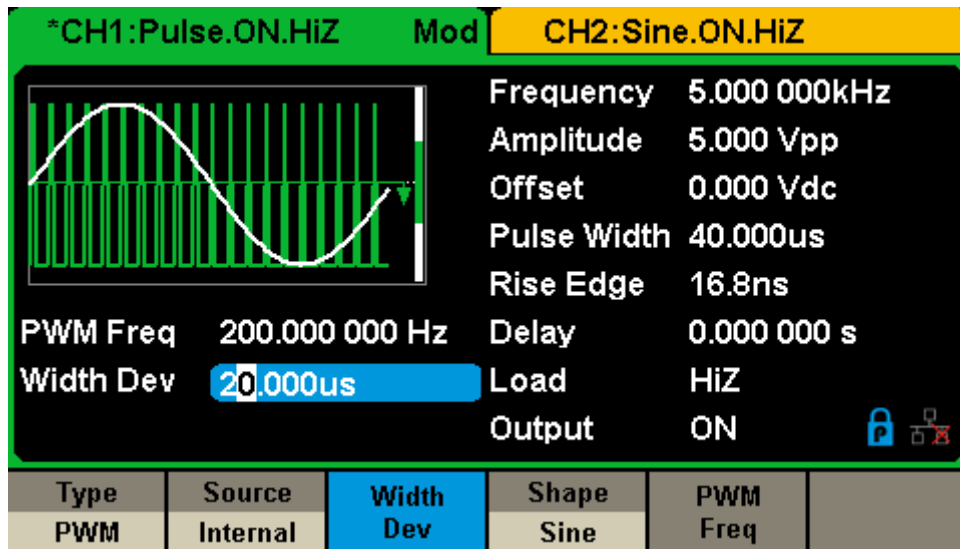 *CH1:Pulse.ON.HiZ Mod CH2:Sine.ON.HiZ
Frequency 5.000 000kHz
Amplitude 5.000 Vpp
Offset 0.000 Vdc
Pulse Width 40.000us
Rise Edge 16.8ns
PWM Freq 200.000 000 Hz Delay 0.000 000 s
Width Dev 20.000us Load HiZ
Output ON P
Type Source Width Shape PWM
PWM Internal Dev Sine Freq